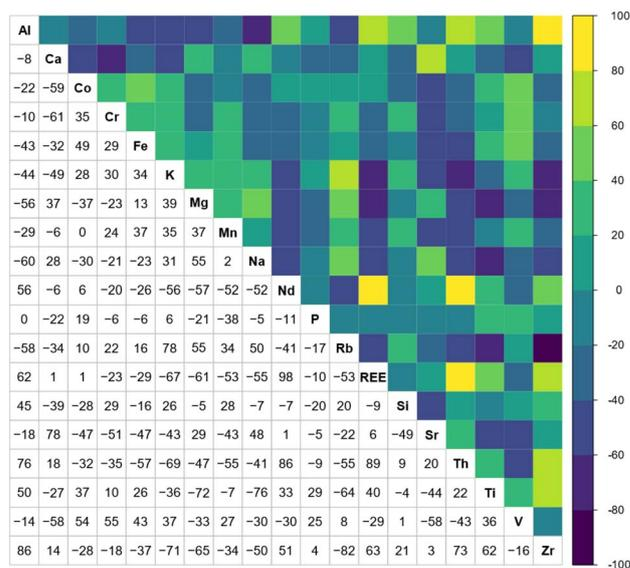 Al
−8 Ca
−22 −59 Co
−10 −61 35 Cr
−43 −32 49 29 Fe
−44 −49 28 30 34 K
−56 37 −37 −23 13 39 Mg
−29 −6 0 24 37 35 37 Mn
−60 28 −30 −21 −23 31 55 2 Na
56 −6 6 −20 −26 −56 −57 −52 −52 Nd
0 −22 19 −6 −6 6 −21 −38 −5 −11 P
−58 −34 10 22 16 78 55 34 50 −41 −17 Rb
62 1 1 −23 −29 −67 −61 −53 −55 98 −10 −53 REE
45 −39 −28 29 −16 26 −5 28 −7 −7 −20 20 −9 Si
−18 78 −47 −51 −47 −43 29 −43 48 1 −5 −22 6 −49 Sr
76 18 −32 −35 −57 −69 −47 −55 −41 86 −9 −55 89 9 20 Th
50 −27 37 10 26 −36 −72 −7 −76 33 29 −64 40 −4 −44 22 Ti
−14 −58 54 55 43 37 −33 27 −30 −30 25 8 −29 1 −58 −43 36 V
86 14 −28 −18 −37 −71 −65 −34 −50 51 4 −82 63 21 3 73 62 −16 Zr
100
80
60
40
20
0
-20
-40
-60
-80
-100